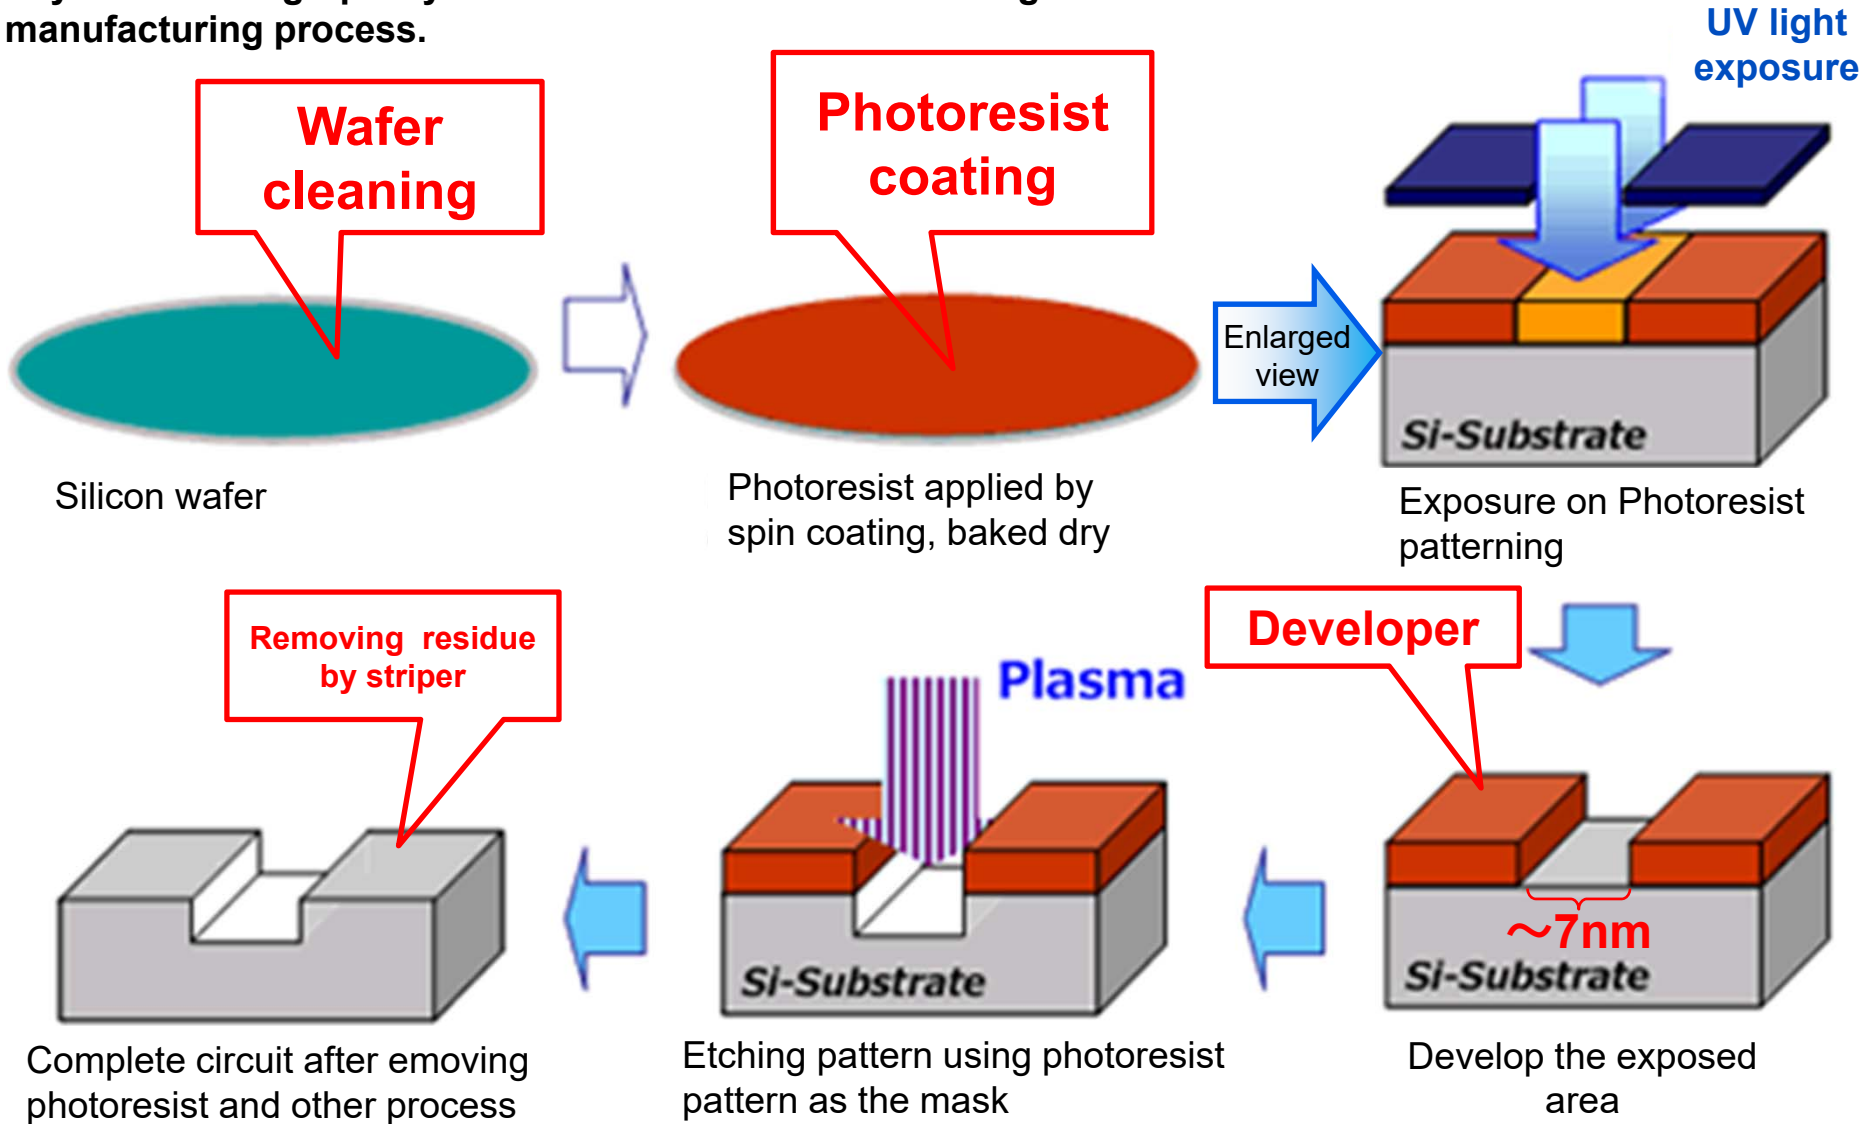 manufacturing process.
UV light
exposure
Wafer
cleaning
Photoresist
coating
Enlarged
view
Si-Substrate
Silicon wafer
Photoresist applied by
spin coating, baked dry
Exposure on Photoresist
patterning
Removing residue
by striper
Plasma
Developer
Si-Substrate
~7nm
Si-Substrate
Complete circuit after emoving
photoresist and other process
Etching pattern using photoresist
pattern as the mask
Develop the exposed
area